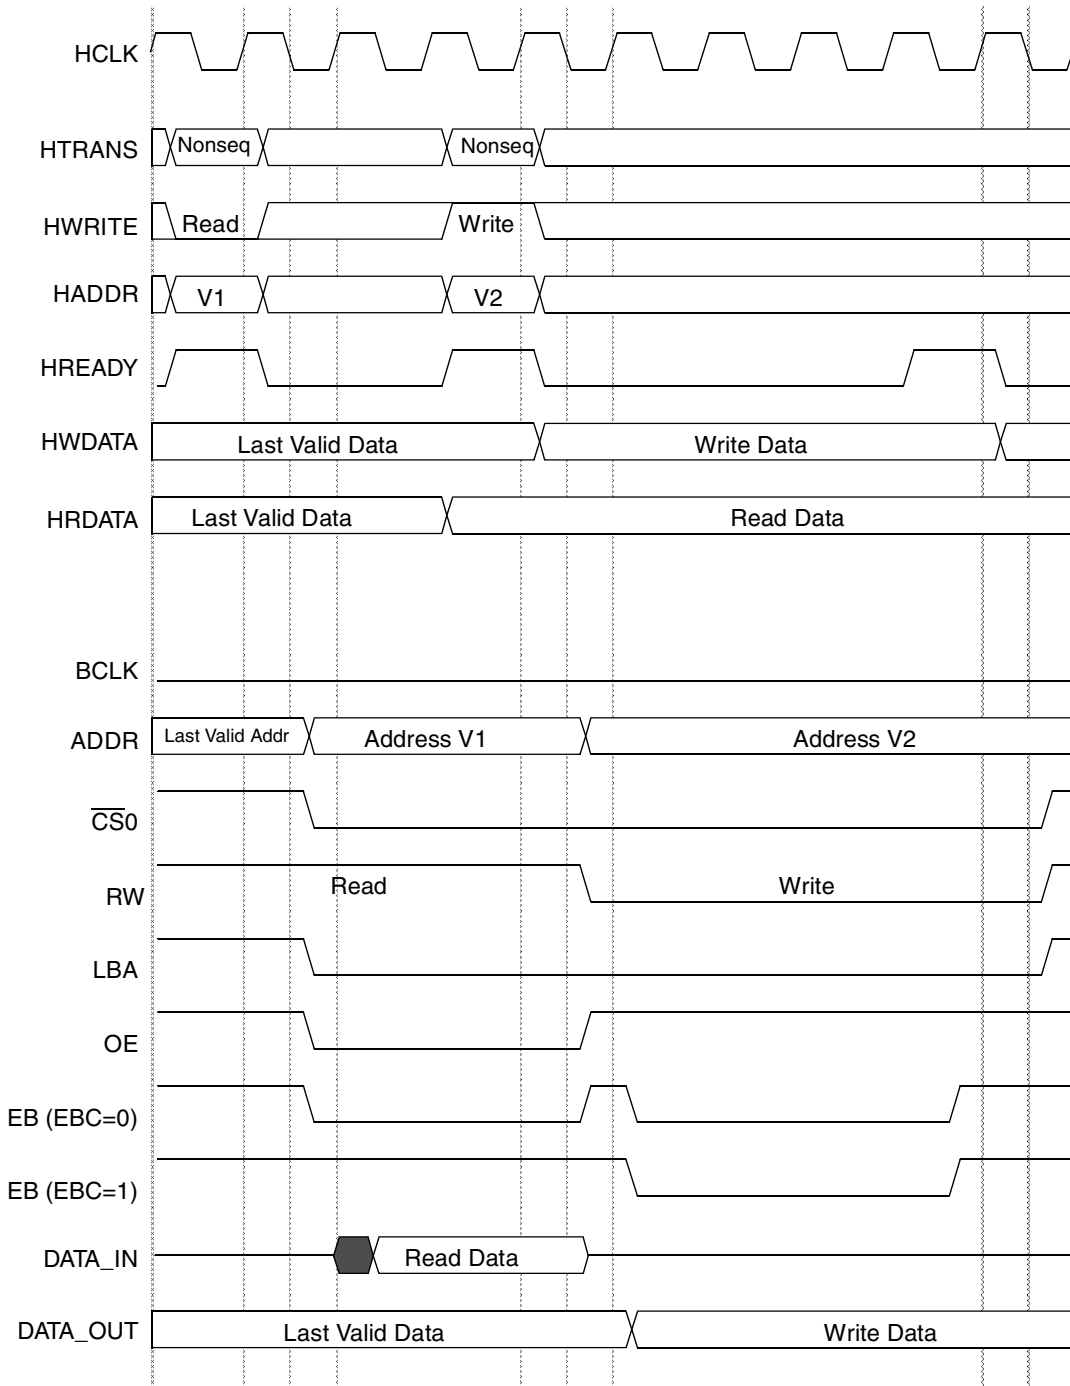 HCLK
HTRANS Nonseq Nonseq
HWRITE Read Write
HADDR V1 V2
HREADY
HWDATA Last Valid Data Write Data
HRDATA Last Valid Data Read Data
BCLK
ADDR Last Valid Addr Address V1 Address V2
CS0
RW Read Write
LBA
OE
EB (EBC=0)
EB (EBC=1)
DATA_IN Read Data
DATA_OUT Last Valid Data Write Data